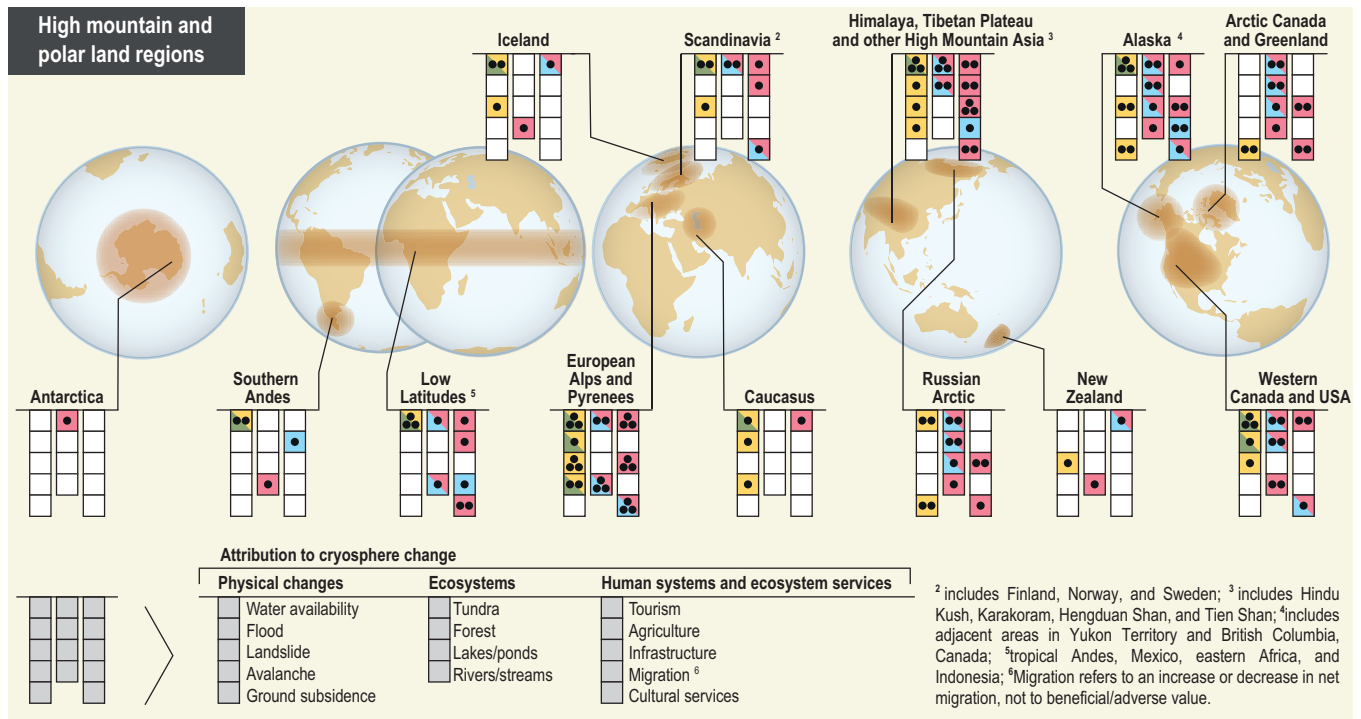 High mountain and
polar land regions
Iceland
Scandinavia 2
Himalaya, Tibetan Plateau
and other High Mountain Asia 3
Alaska 4
Arctic Canada
and Greenland
Antarctica
Southern
Andes
Low
Latitudes 5
European
Alps and
Pyrenees
Caucasus
Russian
Arctic
New
Zealand
Western
Canada and USA
Attribution to cryosphere change
Physical changes
Water availability
Flood
Landslide
Avalanche
Ground subsidence
Ecosystems
Tundra
Forest
Lakes/ponds
Rivers/streams
Human systems and ecosystem services
Tourism
Agriculture
Infrastructure
Migration 6
Cultural services
2 includes Finland, Norway, and Sweden; 3 includes Hindu
Kush, Karakoram, Hengduan Shan, and Tien Shan; 4includes
adjacent areas in Yukon Territory and British Columbia,
Canada; 5tropical Andes, Mexico, eastern Africa, and
Indonesia; 6Migration refers to an increase or decrease in net
migration, not to beneficial/adverse value.